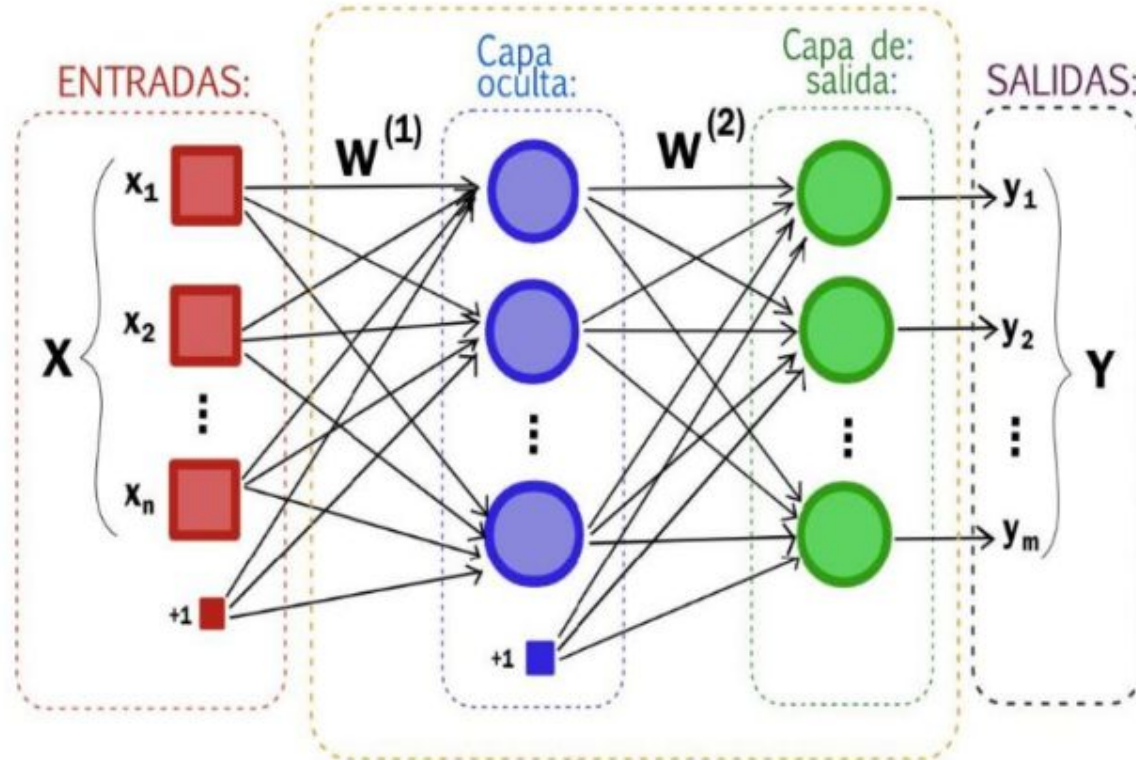 ENTRADAS:
Capa
oculta:
Capa de:
salida:
SALIDAS:
W(1)
W(2)
x1
x2
⋮
xn
X
+1
⋮
+1
⋮
y1
y2
⋮
ym
Y